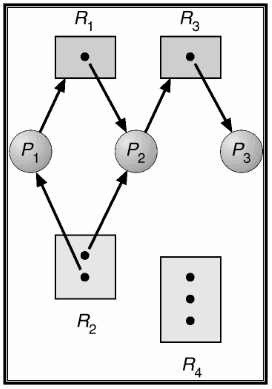 R₁ R₃
P₁ P₂ P₃
R₂
R₄